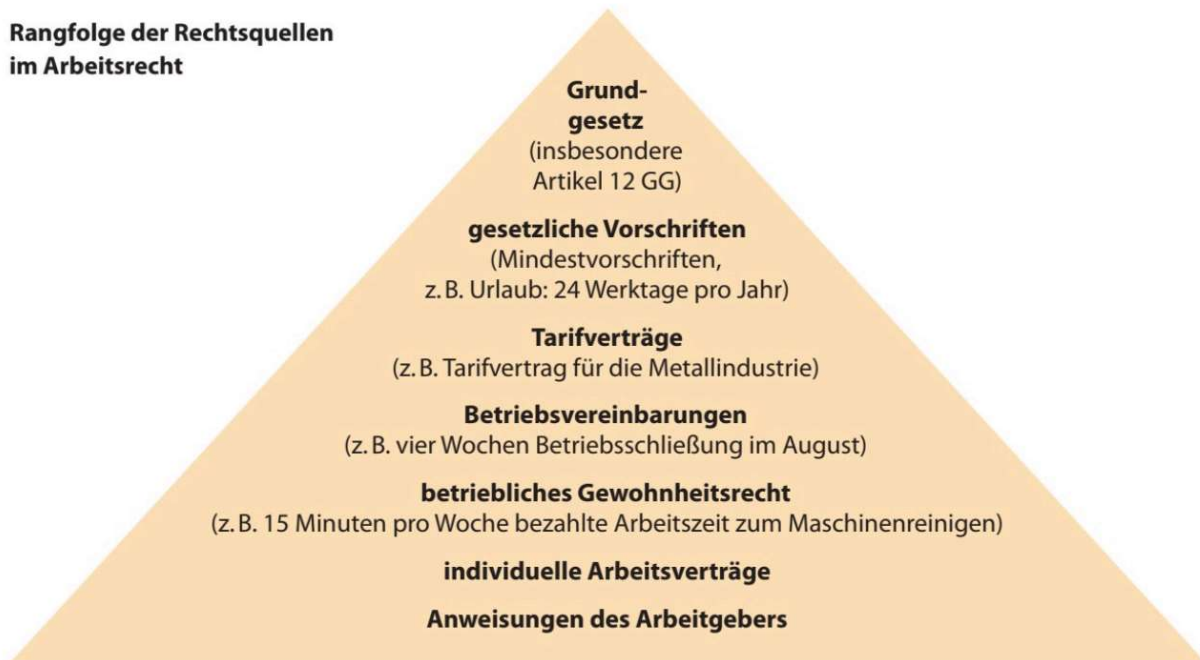 Rangfolge der Rechtsquellen
im Arbeitsrecht
Grund-
gesetz
(insbesondere
Artikel 12 GG)
gesetzliche Vorschriften
(Mindestvorschriften,
z. B. Urlaub: 24 Werktage pro Jahr)
Tarifverträge
(z. B. Tarifvertrag für die Metallindustrie)
Betriebsvereinbarungen
(z. B. vier Wochen Betriebsschließung im August)
betriebliches Gewohnheitsrecht
(z. B. 15 Minuten pro Woche bezahlte Arbeitszeit zum Maschinenreinigen)
individuelle Arbeitsverträge
Anweisungen des Arbeitgebers